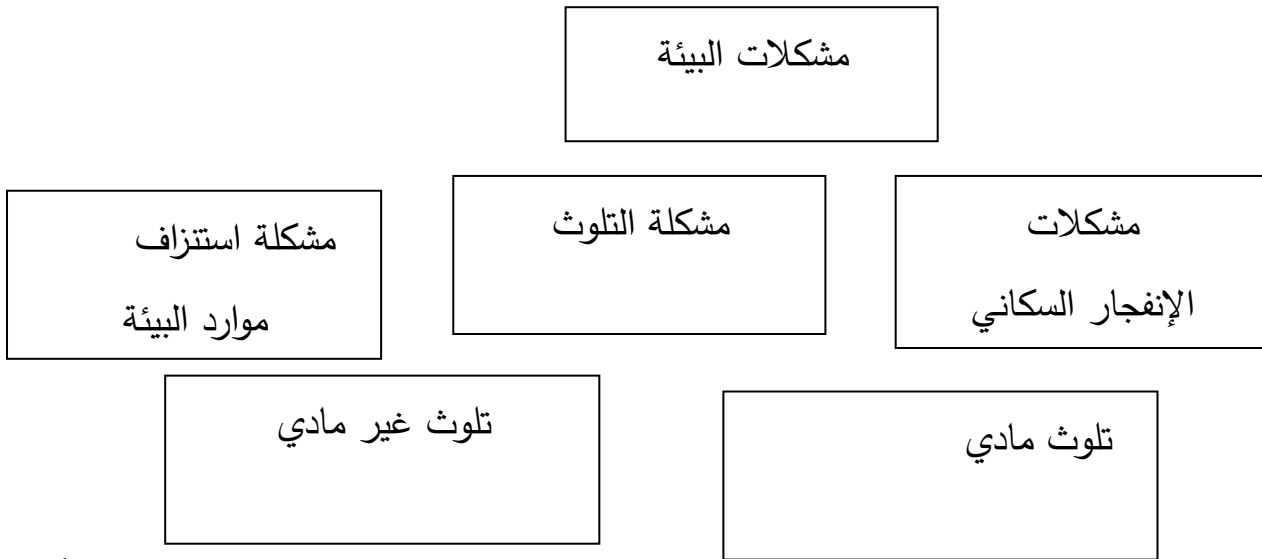 مشكلات البيئة
مشكلات
الإنفجار السكاني
مشكلة التلوث
مشكلة استنزاف
موارد البيئة
تلوث مادي
تلوث غير مادي